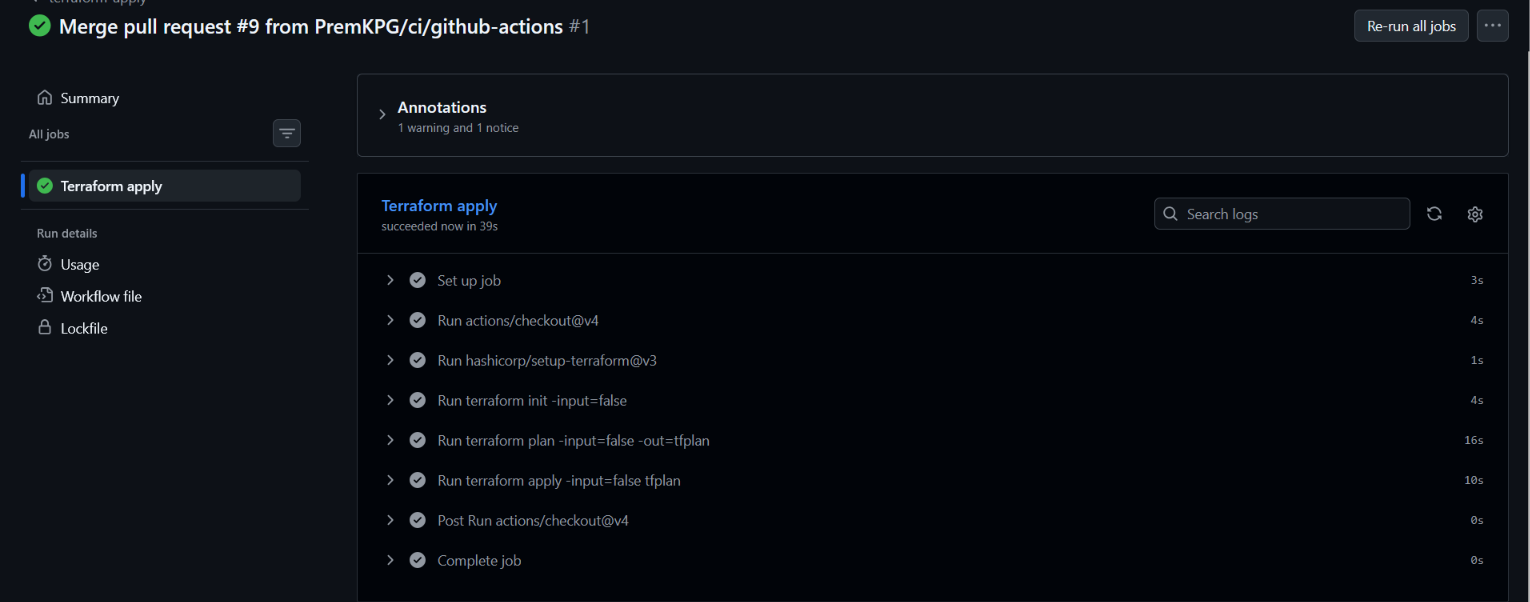 terraform-apply
Merge pull request #9 from PremKPG/ci/github-actions #1
Re-run all jobs
Summary
All jobs
Terraform apply
Run details
Usage
Workflow file
Lockfile
Annotations
1 warning and 1 notice
Terraform apply
succeeded now in 39s
Search logs
Set up job 3s
Run actions/checkout@v4 4s
Run hashicorp/setup-terraform@v3 1s
Run terraform init -input=false 4s
Run terraform plan -input=false -out=tfplan 16s
Run terraform apply -input=false tfplan 10s
Post Run actions/checkout@v4 0s
Complete job 0s